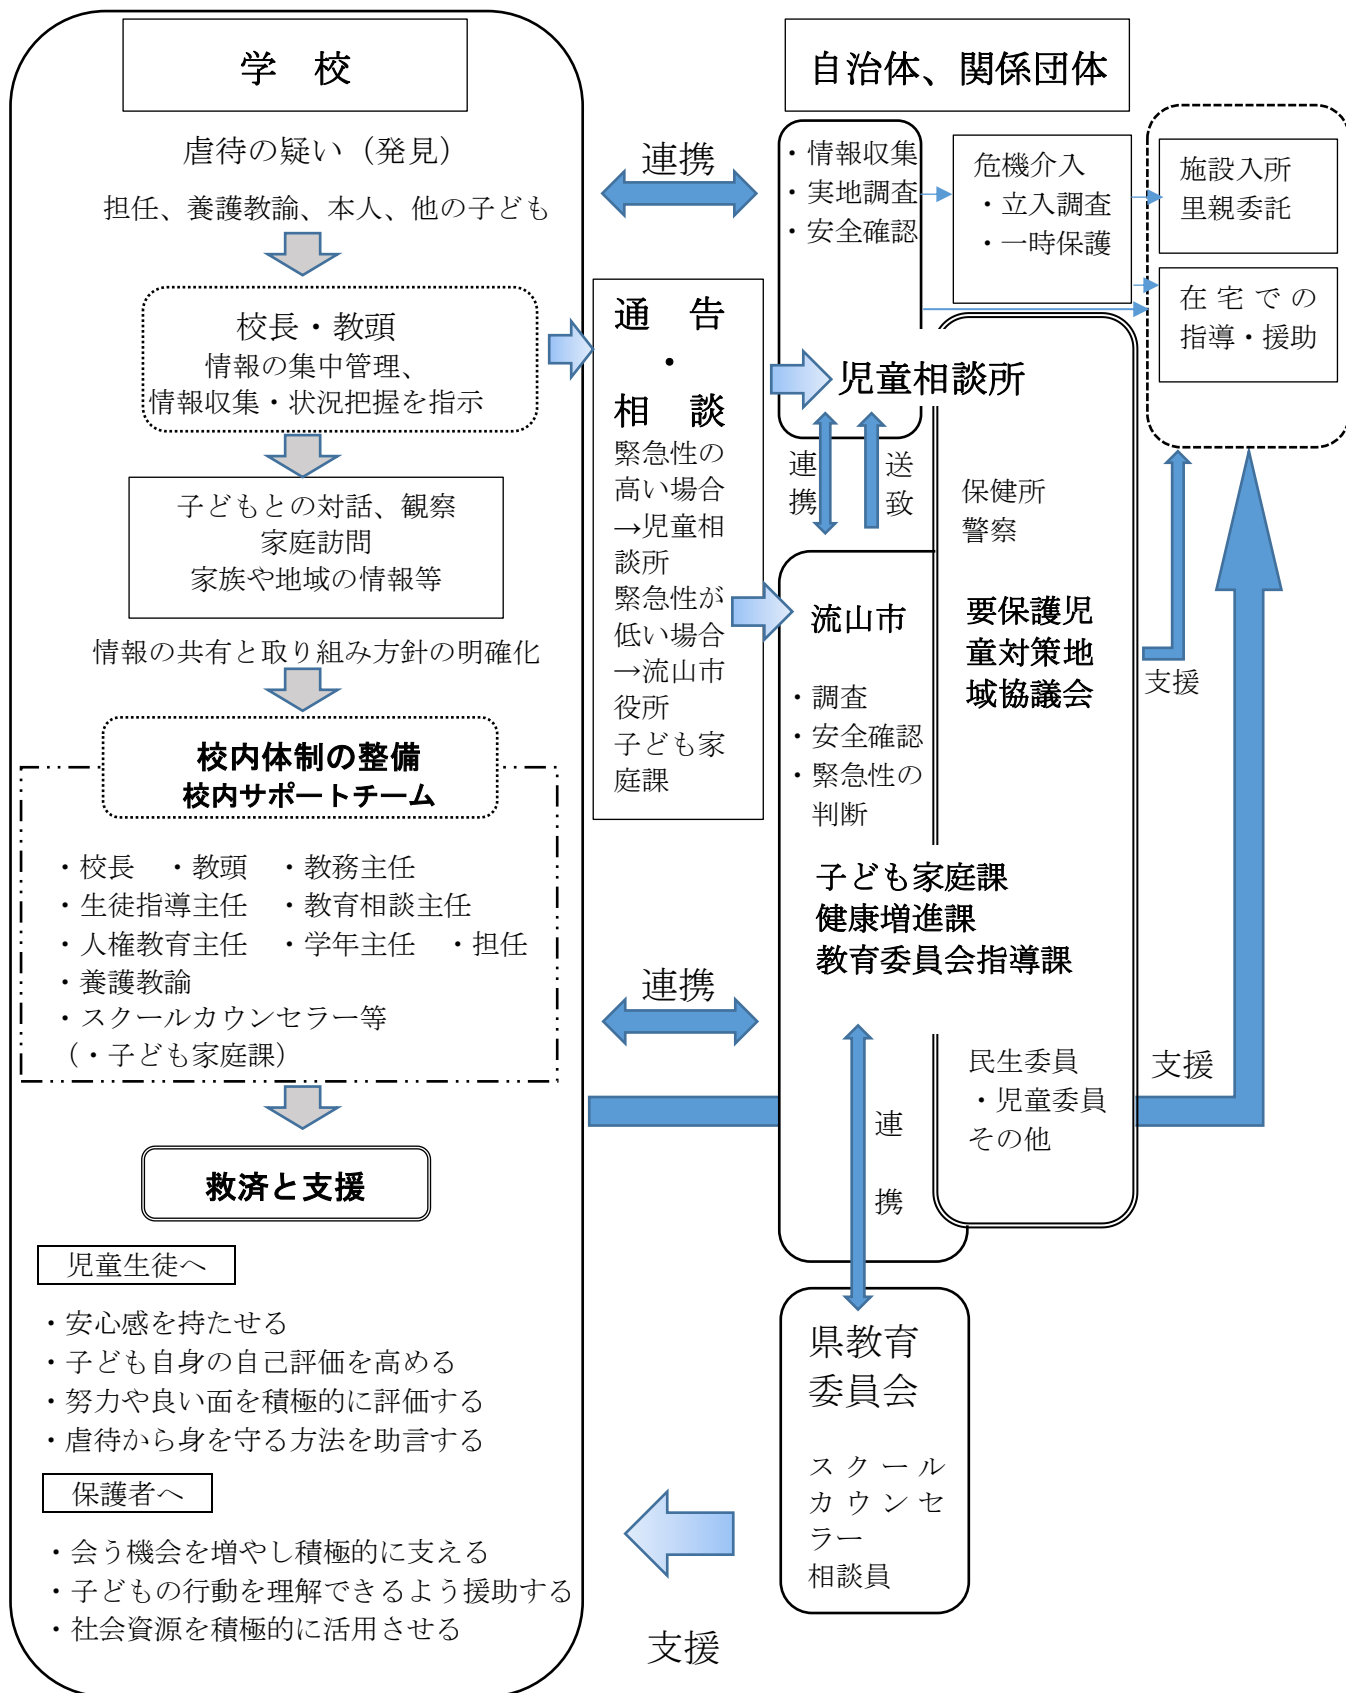 学　校
虐待の疑い（発見）
担任、養護教諭、本人、他の子ども
校長・教頭
情報の集中管理、
情報収集・状況把握を指示
子どもとの対話、観察
家庭訪問
家族や地域の情報等
情報の共有と取り組み方針の明確化
校内体制の整備
校内サポートチーム
・校長　・教頭　・教務主任
・生徒指導主任　・教育相談主任
・人権教育主任　・学年主任　・担任
・養護教諭
・スクールカウンセラー等
（・子ども家庭課）
救済と支援
児童生徒へ
・安心感を持たせる
・子ども自身の自己評価を高める
・努力や良い面を積極的に評価する
・虐待から身を守る方法を助言する
保護者へ
・会う機会を増やし積極的に支える
・子どもの行動を理解できるよう援助する
・社会資源を積極的に活用させる
連携
通　告
・
相　談
緊急性の
高い場合
→児童相
談所
緊急性が
低い場合
→流山市
役所
子ども家
庭課
連携
支援
自治体、関係団体
・情報収集
・実地調査
・安全確認
児童相談所
危機介入
・立入調査
・一時保護
施設入所
里親委託
在宅での
指導・援助
連
携
送
致
流山市
・調査
・安全確認
・緊急性の
判断
子ども家庭課
健康増進課
教育委員会指導課
保健所
警察
要保護児
童対策地
域協議会
民生委員
・児童委員
その他
支援
支援
連
携
県教育
委員会
スクール
カウンセ
ラー
相談員